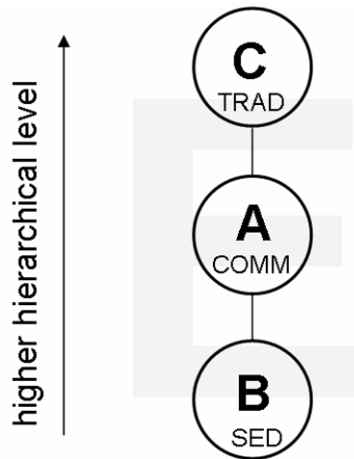 higher hierarchical level
C
TRAD
A
COMM
B
SED